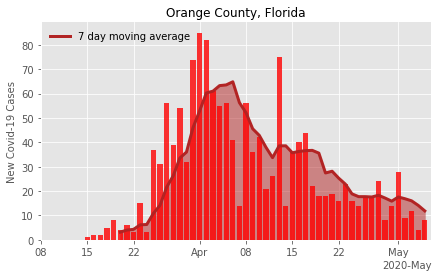 Orange County, Florida
7 day moving average
New Covid-19 Cases
80
70
60
50
40
30
20
10
0
08
15
22
Apr
08
15
22
May
2020-May